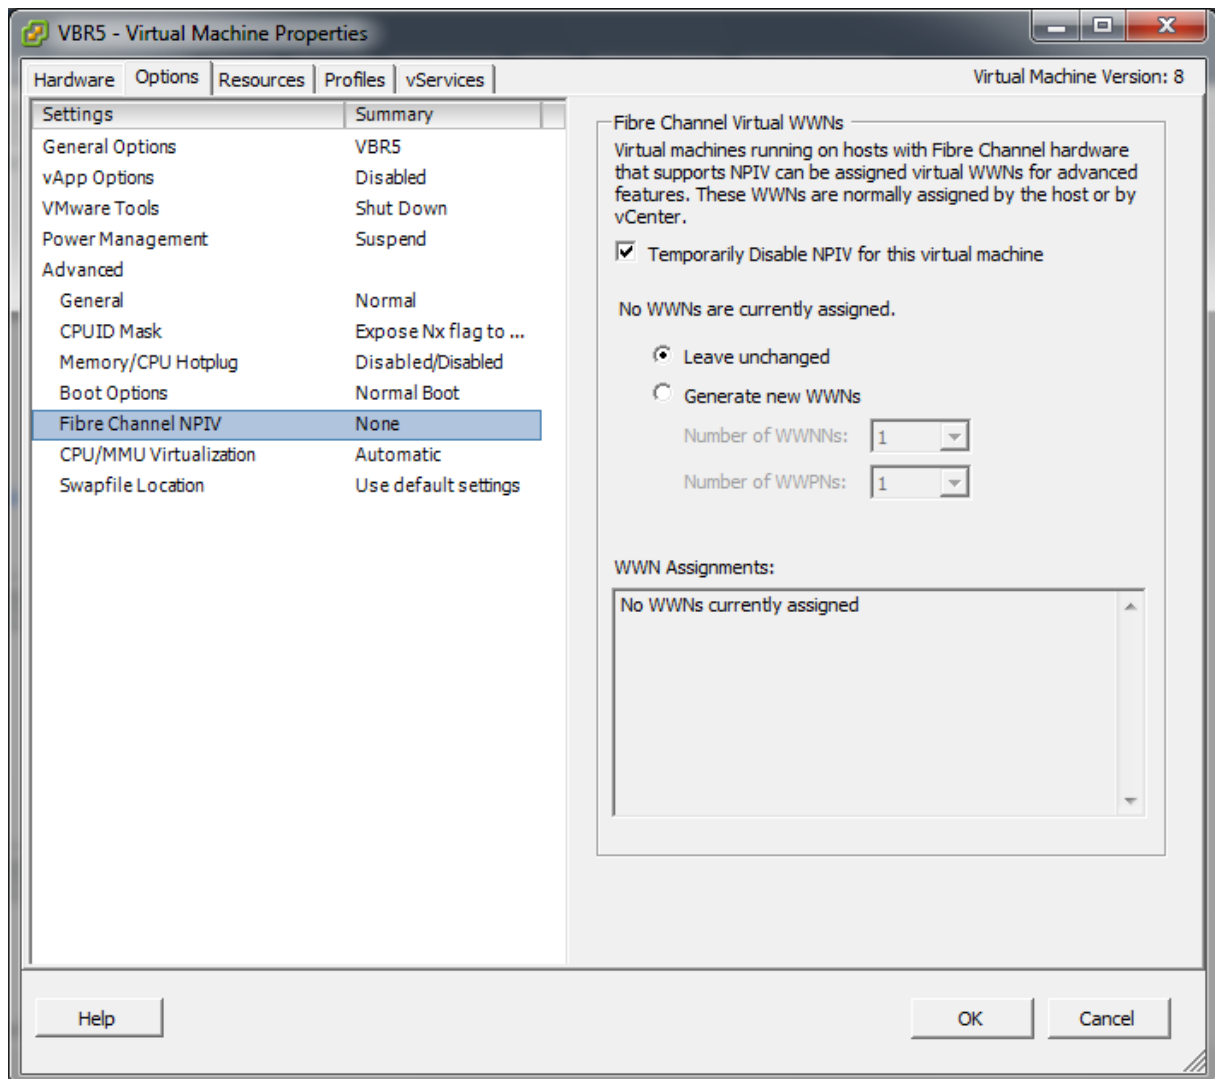 VBR5 - Virtual Machine Properties
Hardware Options Resources Profiles vServices Virtual Machine Version: 8
Settings Summary
General Options VBR5
vApp Options Disabled
VMware Tools Shut Down
Power Management Suspend
Advanced
General Normal
CPUID Mask Expose Nx flag to ...
Memory/CPU Hotplug Disabled/Disabled
Boot Options Normal Boot
Fibre Channel NPIV None
CPU/MMU Virtualization Automatic
Swapfile Location Use default settings
Fibre Channel Virtual WWNs
Virtual machines running on hosts with Fibre Channel hardware
that supports NPIV can be assigned virtual WWNs for advanced
features. These WWNs are normally assigned by the host or by
vCenter.
Temporarily Disable NPIV for this virtual machine
No WWNs are currently assigned.
Leave unchanged
Generate new WWNs
Number of WWNNs: 1
Number of WWPNs: 1
WWN Assignments:
No WWNs currently assigned
Help OK Cancel